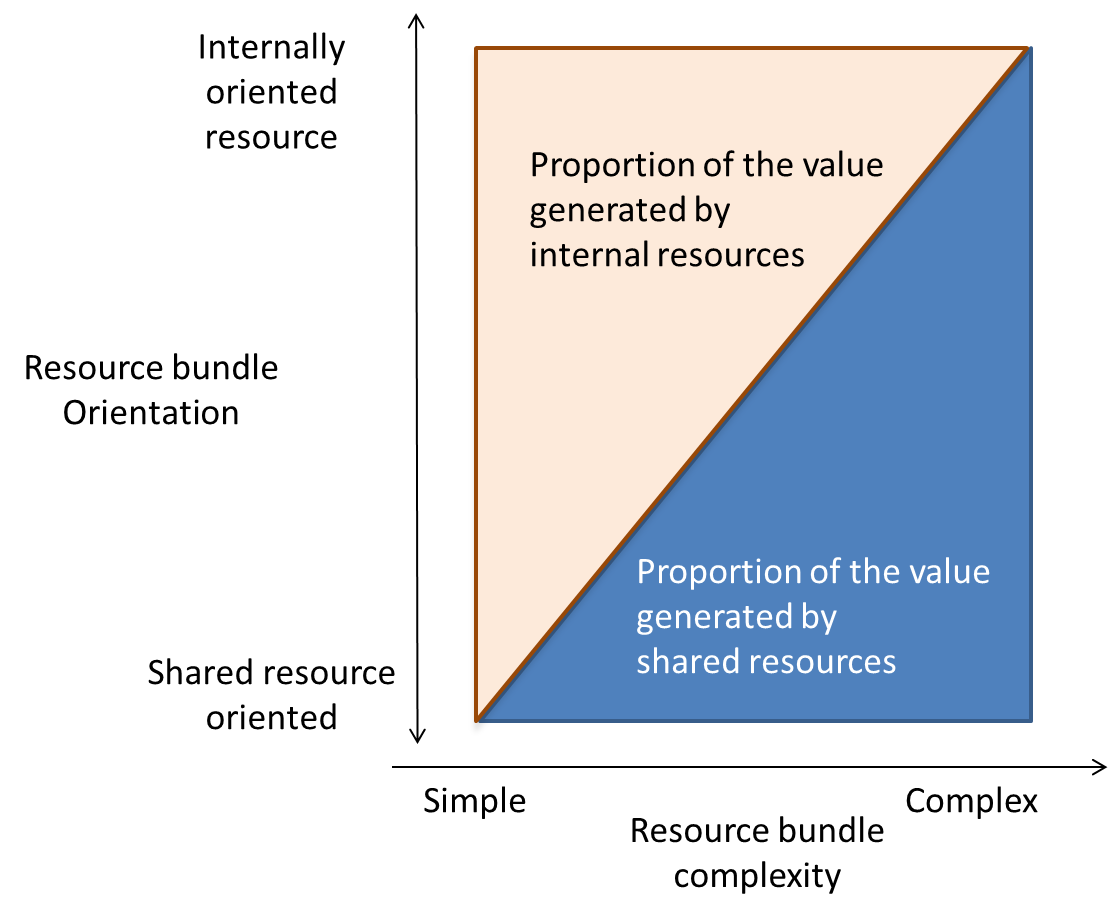 Internally
oriented
resource
Proportion of the value
generated by
internal resources
Resource bundle
Orientation
Proportion of the value
generated by
shared resources
Shared resource
oriented
Simple
Complex
Resource bundle
complexity